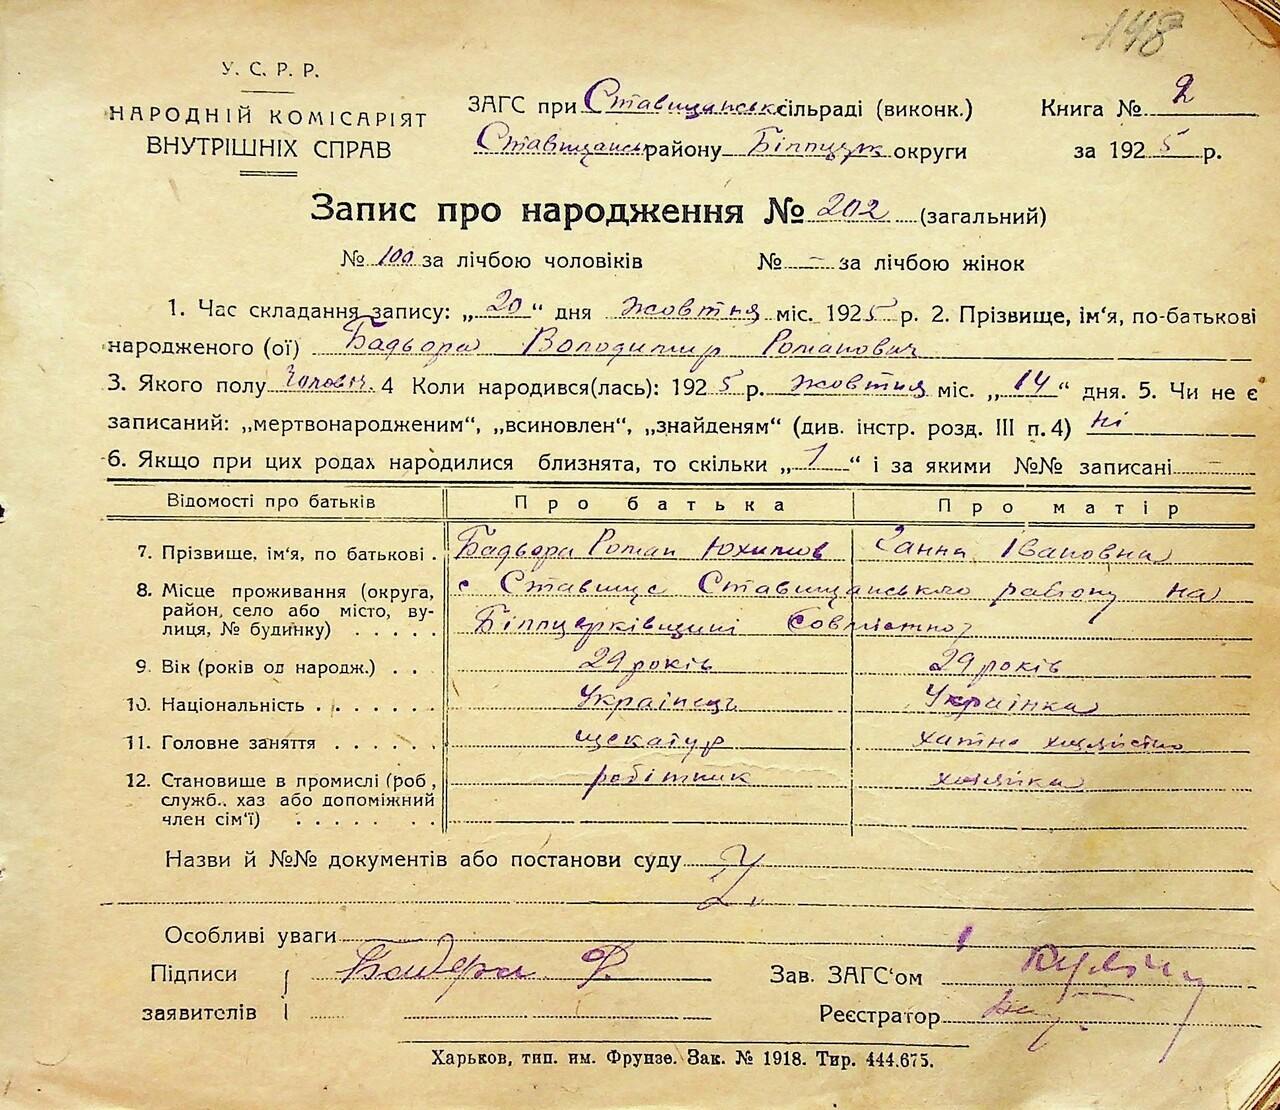 148
У. С. Р. Р.
НАРОДНІЙ КОМІСАРІЯТ
ВНУТРІШНІХ СПРАВ
ЗАГС при Ставищанськ сільраді (виконк.)
Ставищансь району Білпцерк округи
Книга № 2
за 1925 р.
Запис про народження № 202 (загальний)
№ 100 за лічбою чоловіків № — за лічбою жінок
1. Час складання запису: „20“ дня жовтня міс. 1925 р. 2. Прізвище, ім'я, по-батькові
народженого (ої) Бадьора Володимир Романович
3. Якого полу Чоловіч. 4 Коли народився(лась): 1925 р. жовтня міс. „14“ дня. 5. Чи не є
записаний: „мертвонародженим“, „всиновлен“, „знайденям“ (див. інстр. розд. III п. 4) ні
6. Якщо при цих родах народилися близнята, то скільки „1“ і за якими №№ записані —
Відомості про батьків Про батька Про матір
7. Прізвище, ім'я, по батькові . Бадьора Роман Юхимов Ганна Івановна
8. Місце проживання (округа, с Ставище Ставищанського району на
район, село або місто, ву-
лиця, № будинку) . . . . . Білпцерківщині
9. Вік (років од народж.) . . 29 років 29 років
10. Національність . . . . . . . Українець Українка
11. Головне заняття . . . . . . щекатур хатне хазяйство
12. Становище в промислі (роб, робітник хазяйка
служб., хаз або допоміжний
член сім'ї) . . . . . . . .
Назви й №№ документів або постанови суду
Особливі уваги
Підписи Бадьора Р.
заявителів
Зав. ЗАГС'ом
Реєстратор
Харьков, тип. им. Фрунзе. Зак. № 1918. Тир. 444.675.